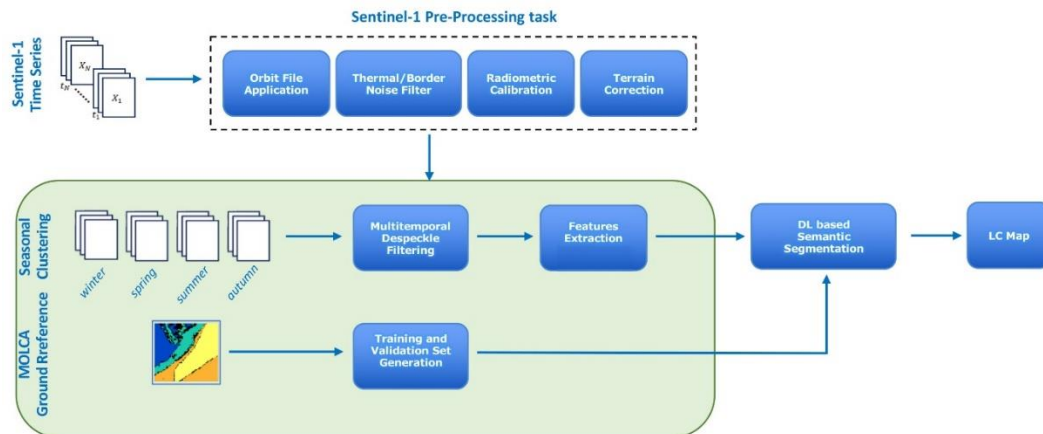 Sentinel-1 Pre-Processing task
Sentinel-1
Time Series
X_N
t_N
X_1
t_1
Orbit File
Application
Thermal/Border
Noise Filter
Radiometric
Calibration
Terrain
Correction
Seasonal
Clustering
winter
spring
summer
autumn
Multitemporal
Despeckle
Filtering
Features
Extraction
DL based
Semantic
Segmentation
LC Map
MOLCA
Ground Rreference
Training and
Validation Set
Generation